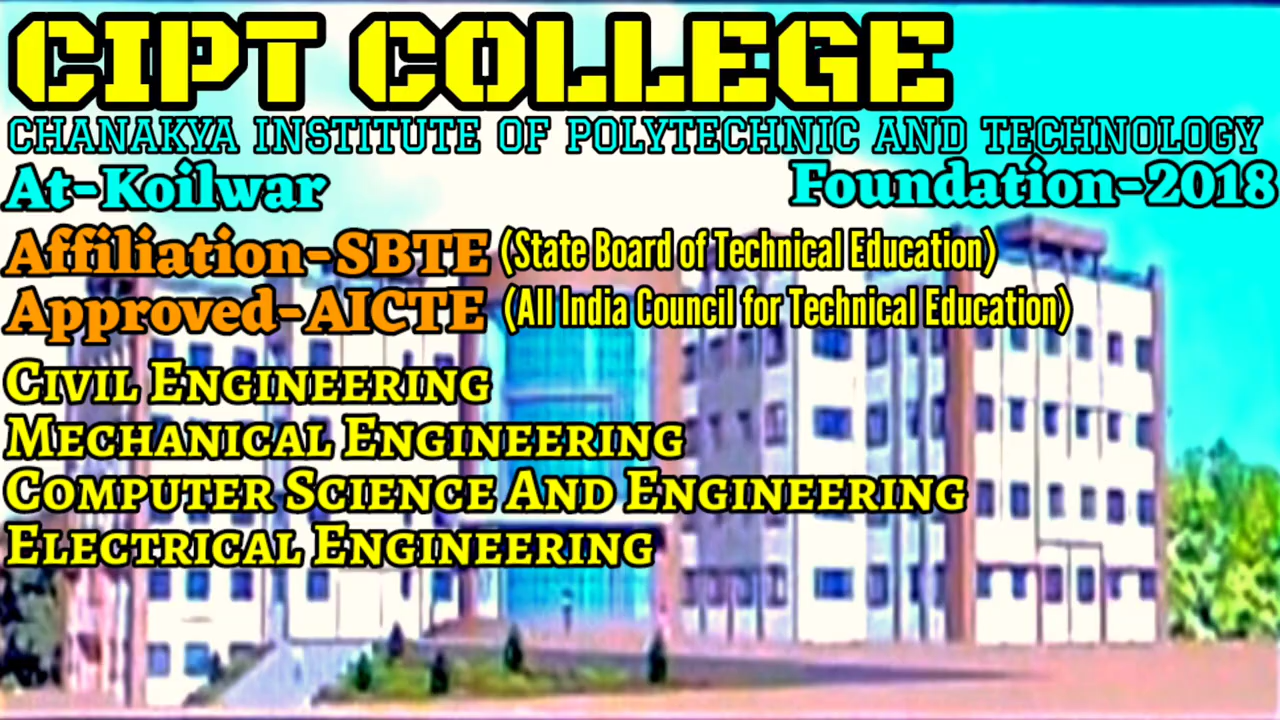 CIPT COLLEGE
CHANAKYA INSTITUTE OF POLYTECHNIC AND TECHNOLOGY
At-Koilwar Foundation-2018
Affiliation-SBTE (State Board of Technical Education)
Approved-AICTE (All India Council for Technical Education)
CIVIL ENGINEERING
MECHANICAL ENGINEERING
COMPUTER SCIENCE AND ENGINEERING
ELECTRICAL ENGINEERING